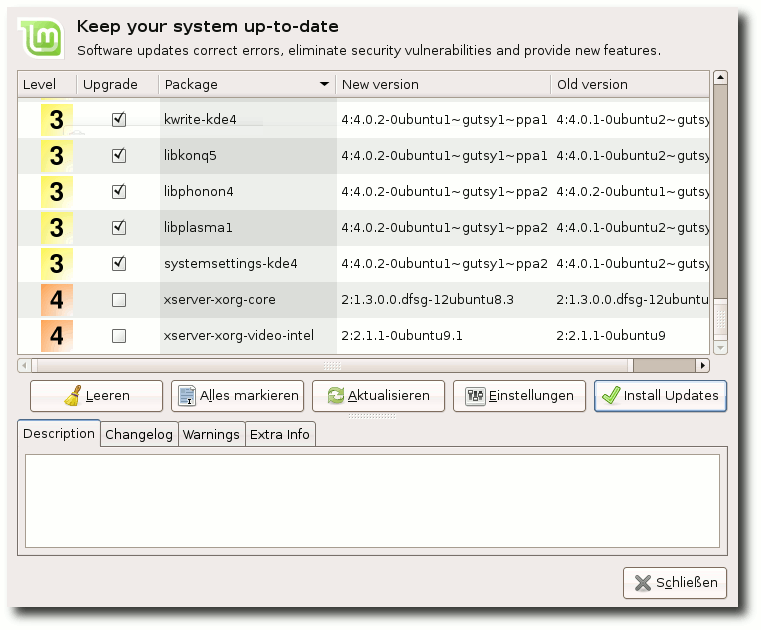 Keep your system up-to-date
Software updates correct errors, eliminate security vulnerabilities and provide new features.
Level Upgrade Package New version Old version
3 kwrite-kde4 4:4.0.2-0ubuntu1~gutsy1~ppa1 4:4.0.1-0ubuntu2~gutsy
3 libkonq5 4:4.0.2-0ubuntu1~gutsy1~ppa1 4:4.0.1-0ubuntu2~gutsy
3 libphonon4 4:4.0.2-0ubuntu1~gutsy1~ppa2 4:4.0.2-0ubuntu1~gutsy
3 libplasma1 4:4.0.2-0ubuntu1~gutsy1~ppa2 4:4.0.1-0ubuntu2~gutsy
3 systemsettings-kde4 4:4.0.2-0ubuntu1~gutsy1~ppa2 4:4.0.1-0ubuntu2~gutsy
4 xserver-xorg-core 2:1.3.0.0.dfsg-12ubuntu8.3 2:1.3.0.0.dfsg-12ubuntu
4 xserver-xorg-video-intel 2:2.1.1-0ubuntu9.1 2:2.1.1-0ubuntu9
Leeren Alles markieren Aktualisieren Einstellungen Install Updates
Description Changelog Warnings Extra Info
Schließen